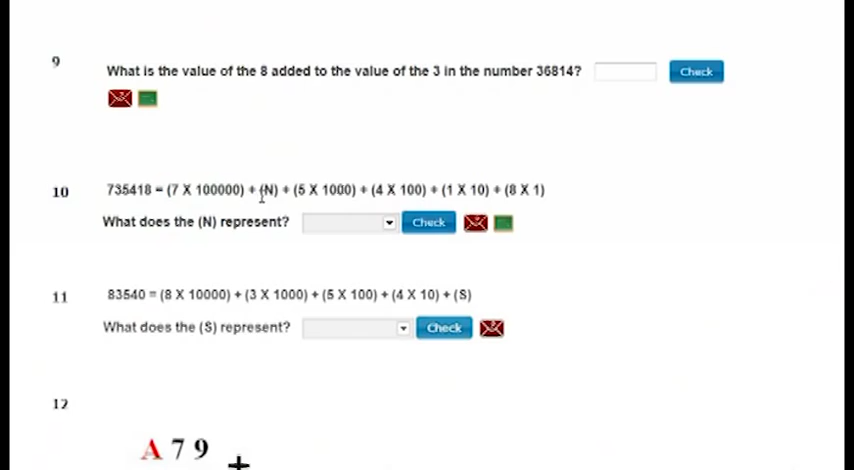 9
What is the value of the 8 added to the value of the 3 in the number 36814? Check
10 735418 = (7 X 100000) + (N) + (5 X 1000) + (4 X 100) + (1 X 10) + (8 X 1)
What does the (N) represent? Check
11 83540 = (8 X 10000) + (3 X 1000) + (5 X 100) + (4 X 10) + (S)
What does the (S) represent? Check
12
A 7 9 +